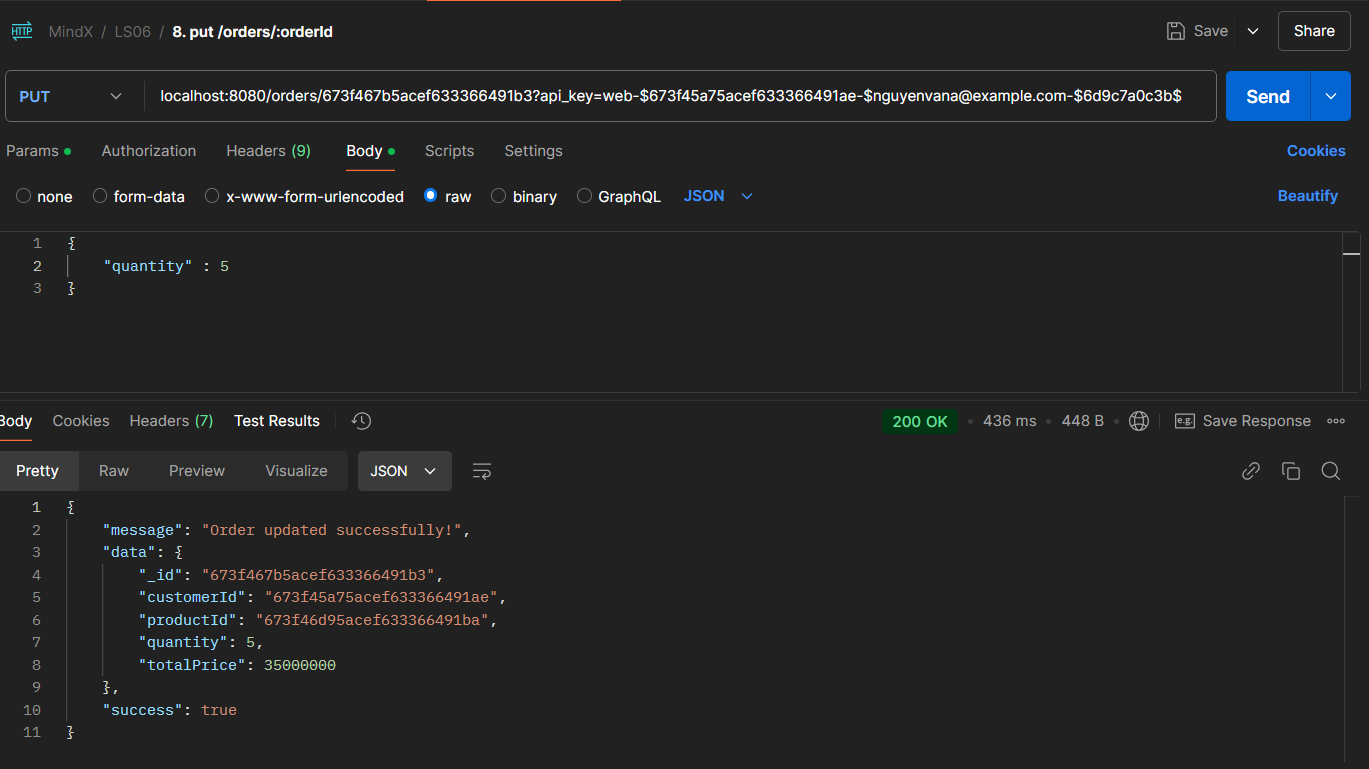 HTTP MindX / LS06 / 8. put /orders/:orderId Save Share
PUT localhost:8080/orders/673f467b5acef633366491b3?api_key=web-$673f45a75acef633366491ae-$nguyenvana@example.com-$6d9c7a0c3b$ Send
Params Authorization Headers (9) Body Scripts Settings Cookies
none form-data x-www-form-urlencoded raw binary GraphQL JSON Beautify
1 {
2 "quantity" : 5
3 }
Body Cookies Headers (7) Test Results 200 OK 436 ms 448 B e.g. Save Response
Pretty Raw Preview Visualize JSON
1 {
2 "message": "Order updated successfully!",
3 "data": {
4 "_id": "673f467b5acef633366491b3",
5 "customerId": "673f45a75acef633366491ae",
6 "productId": "673f46d95acef633366491ba",
7 "quantity": 5,
8 "totalPrice": 35000000
9 },
10 "success": true
11 }